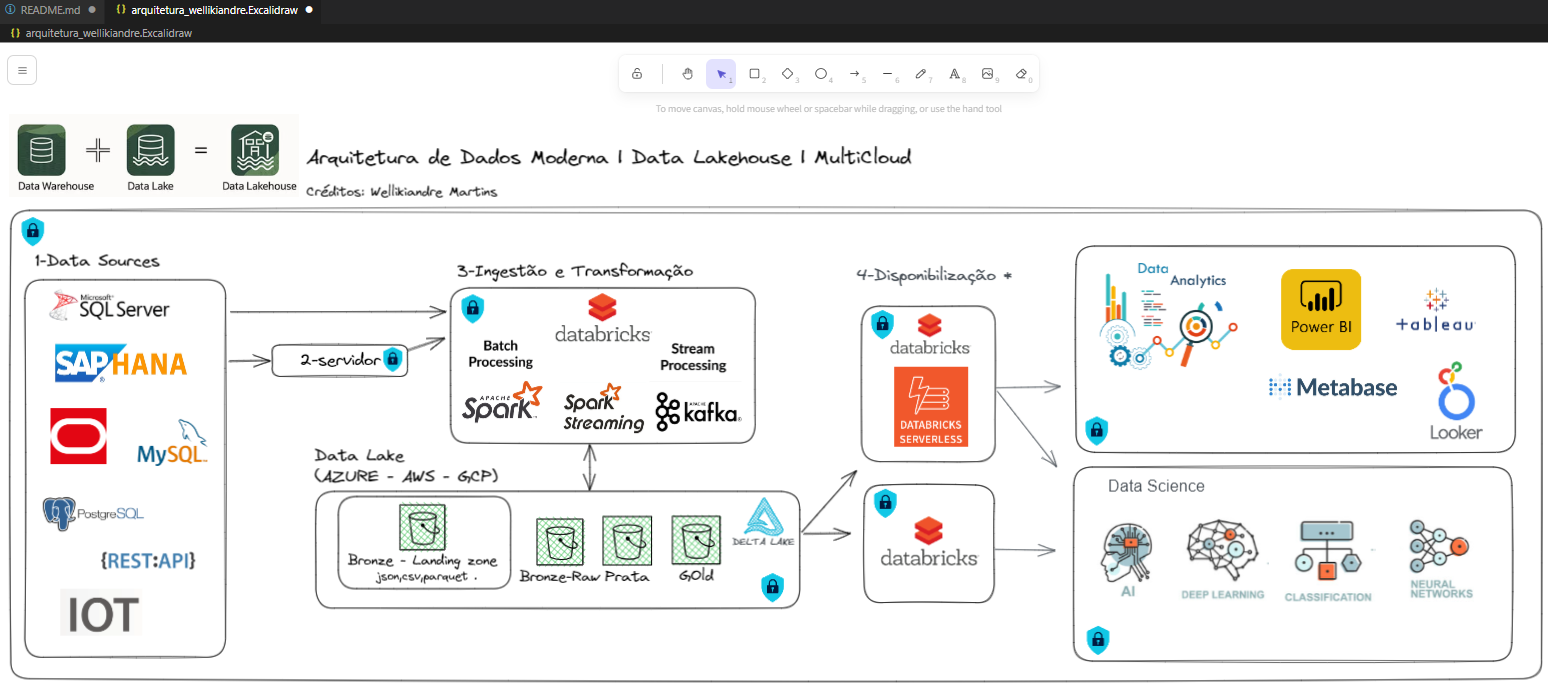 README.md
{} arquitetura_wellikiandre.Excalidraw
{} arquitetura_wellikiandre.Excalidraw
1
2
3
4
5
6
7
8
9
0
To move canvas, hold mouse wheel or spacebar while dragging, or use the hand tool
Data Warehouse
+
Data Lake
=
Data Lakehouse
Arquitetura de Dados Moderna | Data Lakehouse | MultiCloud
Créditos: Wellikiandre Martins
1-Data Sources
Microsoft®
SQL Server
SAP HANA
®
MySQL
PostgreSQL
{REST:API}
IOT
2-servidor
3-Ingestão e Transformação
databricks
Batch
Processing
Stream
Processing
APACHE
Spark
Spark
Streaming
APACHE
kafka®
Data Lake
(AZURE - AWS - GCP)
Bronze - Landing zone
json,csv,parquet .
Bronze-Raw
Prata
GOld
DELTA LAKE
4-Disponibilização *
databricks
DATABRICKS
SERVERLESS
databricks
Data
Analytics
Power BI
+ableau
Metabase
Looker
Data Science
AI
DEEP LEARNING
CLASSIFICATION
NEURAL
NETWORKS